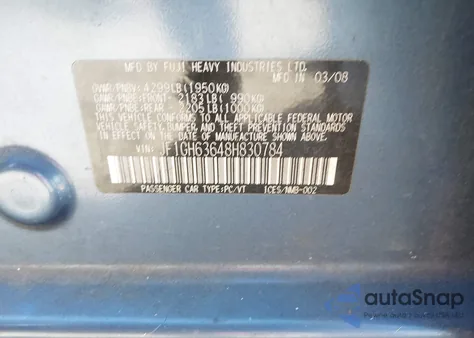 MFD BY FUJI HEAVY INDUSTRIES LTD.
IN 03/08
GVWR/PNBV: 4299LB(1950KG)
GAWR/PNBE:FRONT- 2183LB( 990KG)
GAWR/PNBE:REAR - 2205LB(1000KG)
THIS VEHICLE CONFORMS TO ALL APPLICABLE FEDERAL MOTOR
VEHICLE SAFETY, BUMPER AND THEFT PREVENTION STANDARDS
IN EFFECT ON THE DATE OF MANUFACTURE SHOWN ABOVE.
VIN: JF1GH63648H830784
PASSENGER CAR TYPE:PC/VT ICES/NMB-002
autoSnap